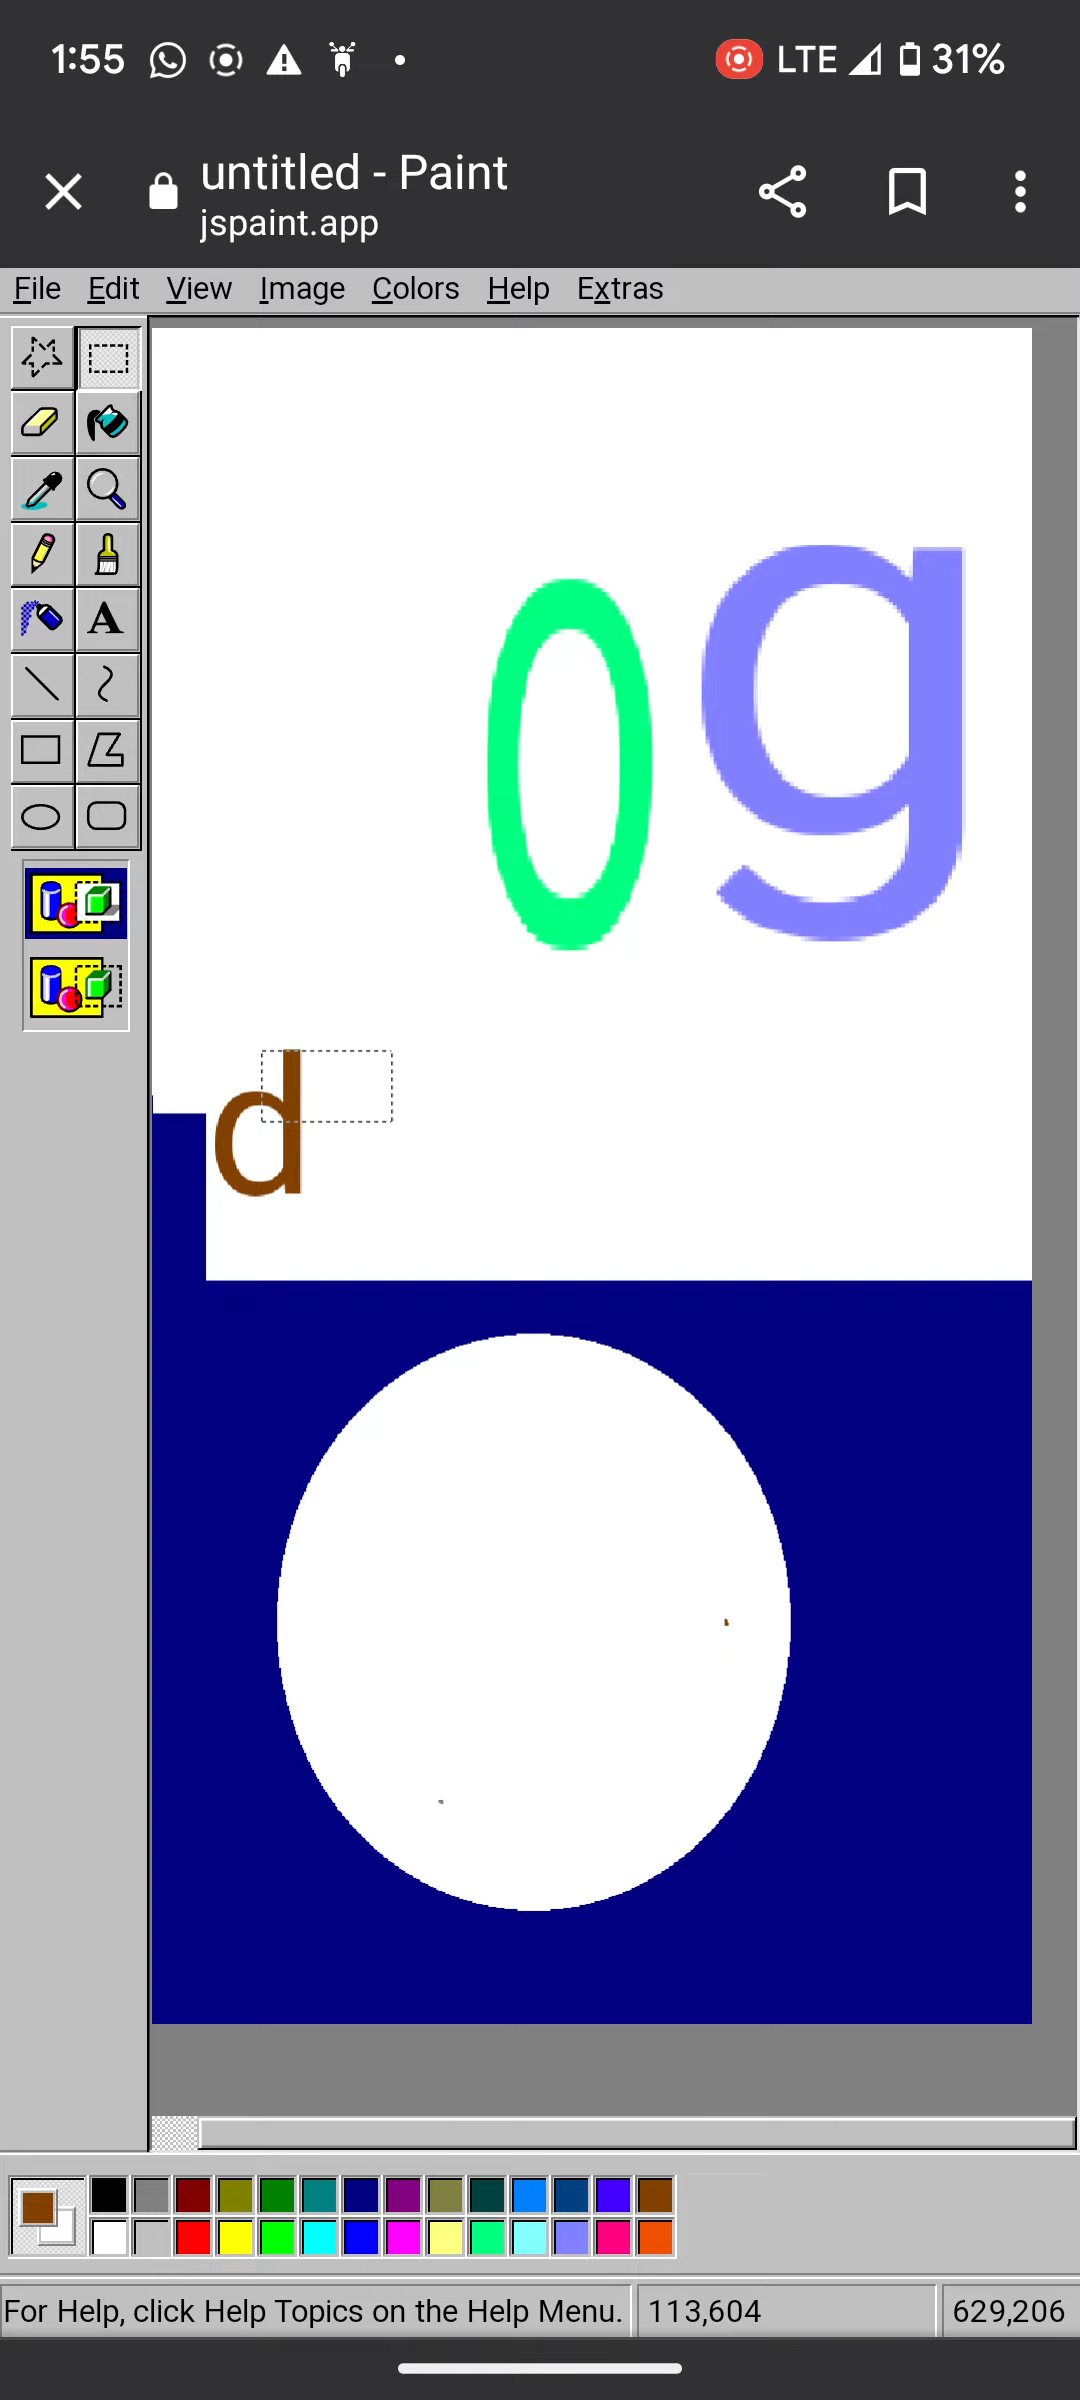 1:55 LTE 31%
untitled - Paint
jspaint.app
File Edit View Image Colors Help Extras
A
0g
d
For Help, click Help Topics on the Help Menu. 113,604 629,206